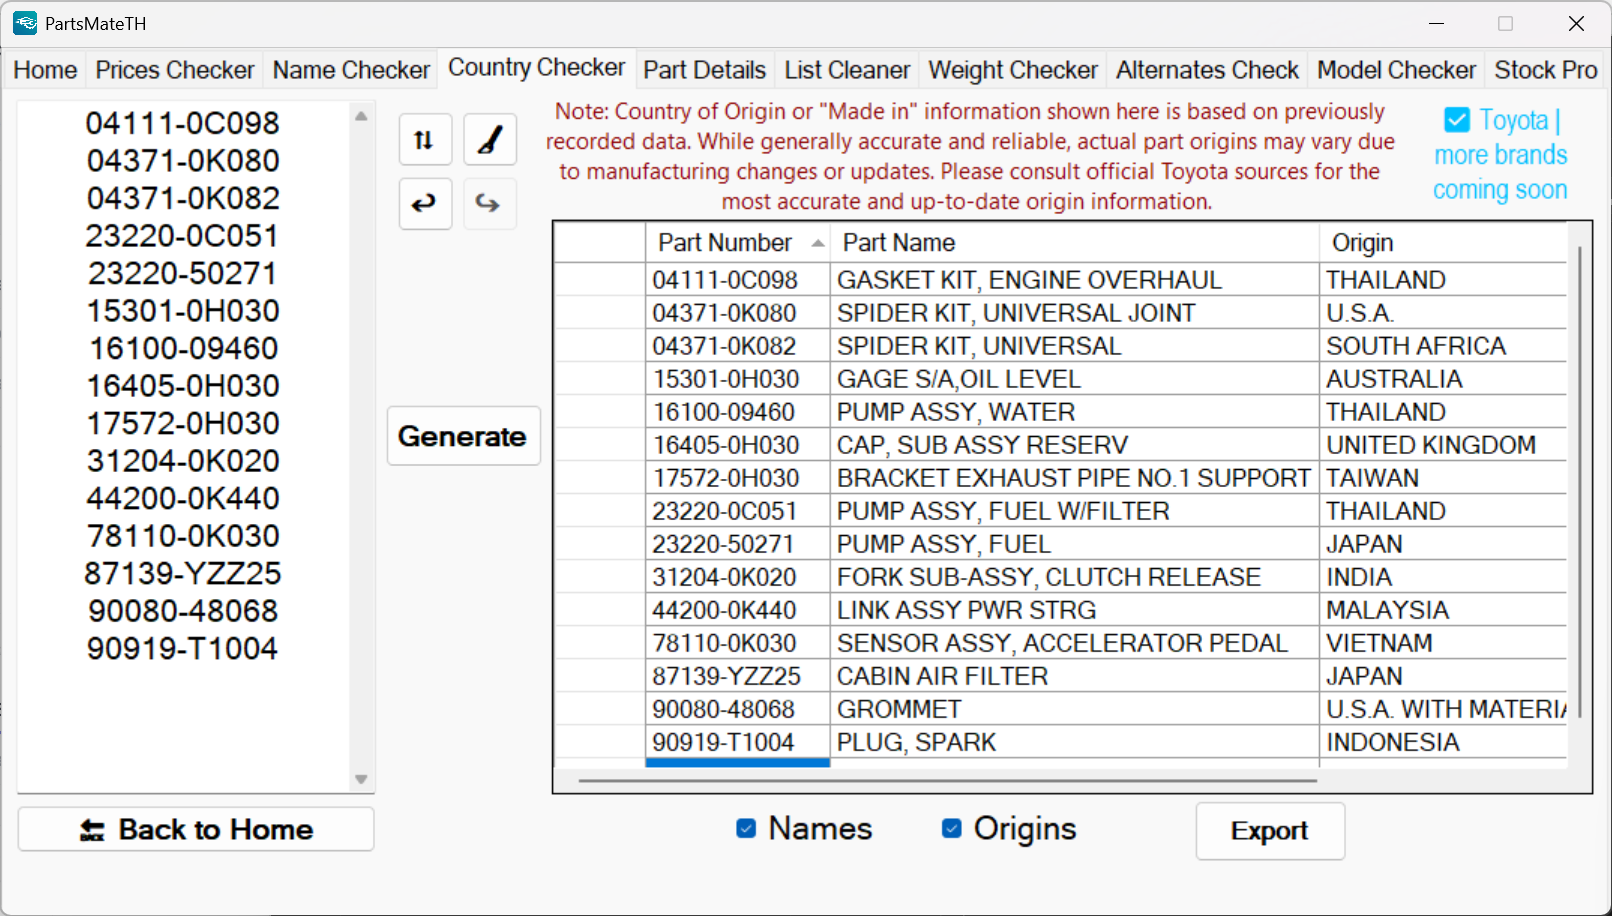 PartsMateTH
Home Prices Checker Name Checker Country Checker Part Details List Cleaner Weight Checker Alternates Check Model Checker Stock Pro
04111-0C098
04371-0K080
04371-0K082
23220-0C051
23220-50271
15301-0H030
16100-09460
16405-0H030
17572-0H030
31204-0K020
44200-0K440
78110-0K030
87139-YZZ25
90080-48068
90919-T1004
BACK Back to Home
Generate
Note: Country of Origin or "Made in" information shown here is based on previously
recorded data. While generally accurate and reliable, actual part origins may vary due
to manufacturing changes or updates. Please consult official Toyota sources for the
most accurate and up-to-date origin information.
Toyota |
more brands
coming soon
Part Number Part Name Origin
04111-0C098 GASKET KIT, ENGINE OVERHAUL THAILAND
04371-0K080 SPIDER KIT, UNIVERSAL JOINT U.S.A.
04371-0K082 SPIDER KIT, UNIVERSAL SOUTH AFRICA
15301-0H030 GAGE S/A,OIL LEVEL AUSTRALIA
16100-09460 PUMP ASSY, WATER THAILAND
16405-0H030 CAP, SUB ASSY RESERV UNITED KINGDOM
17572-0H030 BRACKET EXHAUST PIPE NO.1 SUPPORT TAIWAN
23220-0C051 PUMP ASSY, FUEL W/FILTER THAILAND
23220-50271 PUMP ASSY, FUEL JAPAN
31204-0K020 FORK SUB-ASSY, CLUTCH RELEASE INDIA
44200-0K440 LINK ASSY PWR STRG MALAYSIA
78110-0K030 SENSOR ASSY, ACCELERATOR PEDAL VIETNAM
87139-YZZ25 CABIN AIR FILTER JAPAN
90080-48068 GROMMET U.S.A. WITH MATERIA
90919-T1004 PLUG, SPARK INDONESIA
Names Origins Export